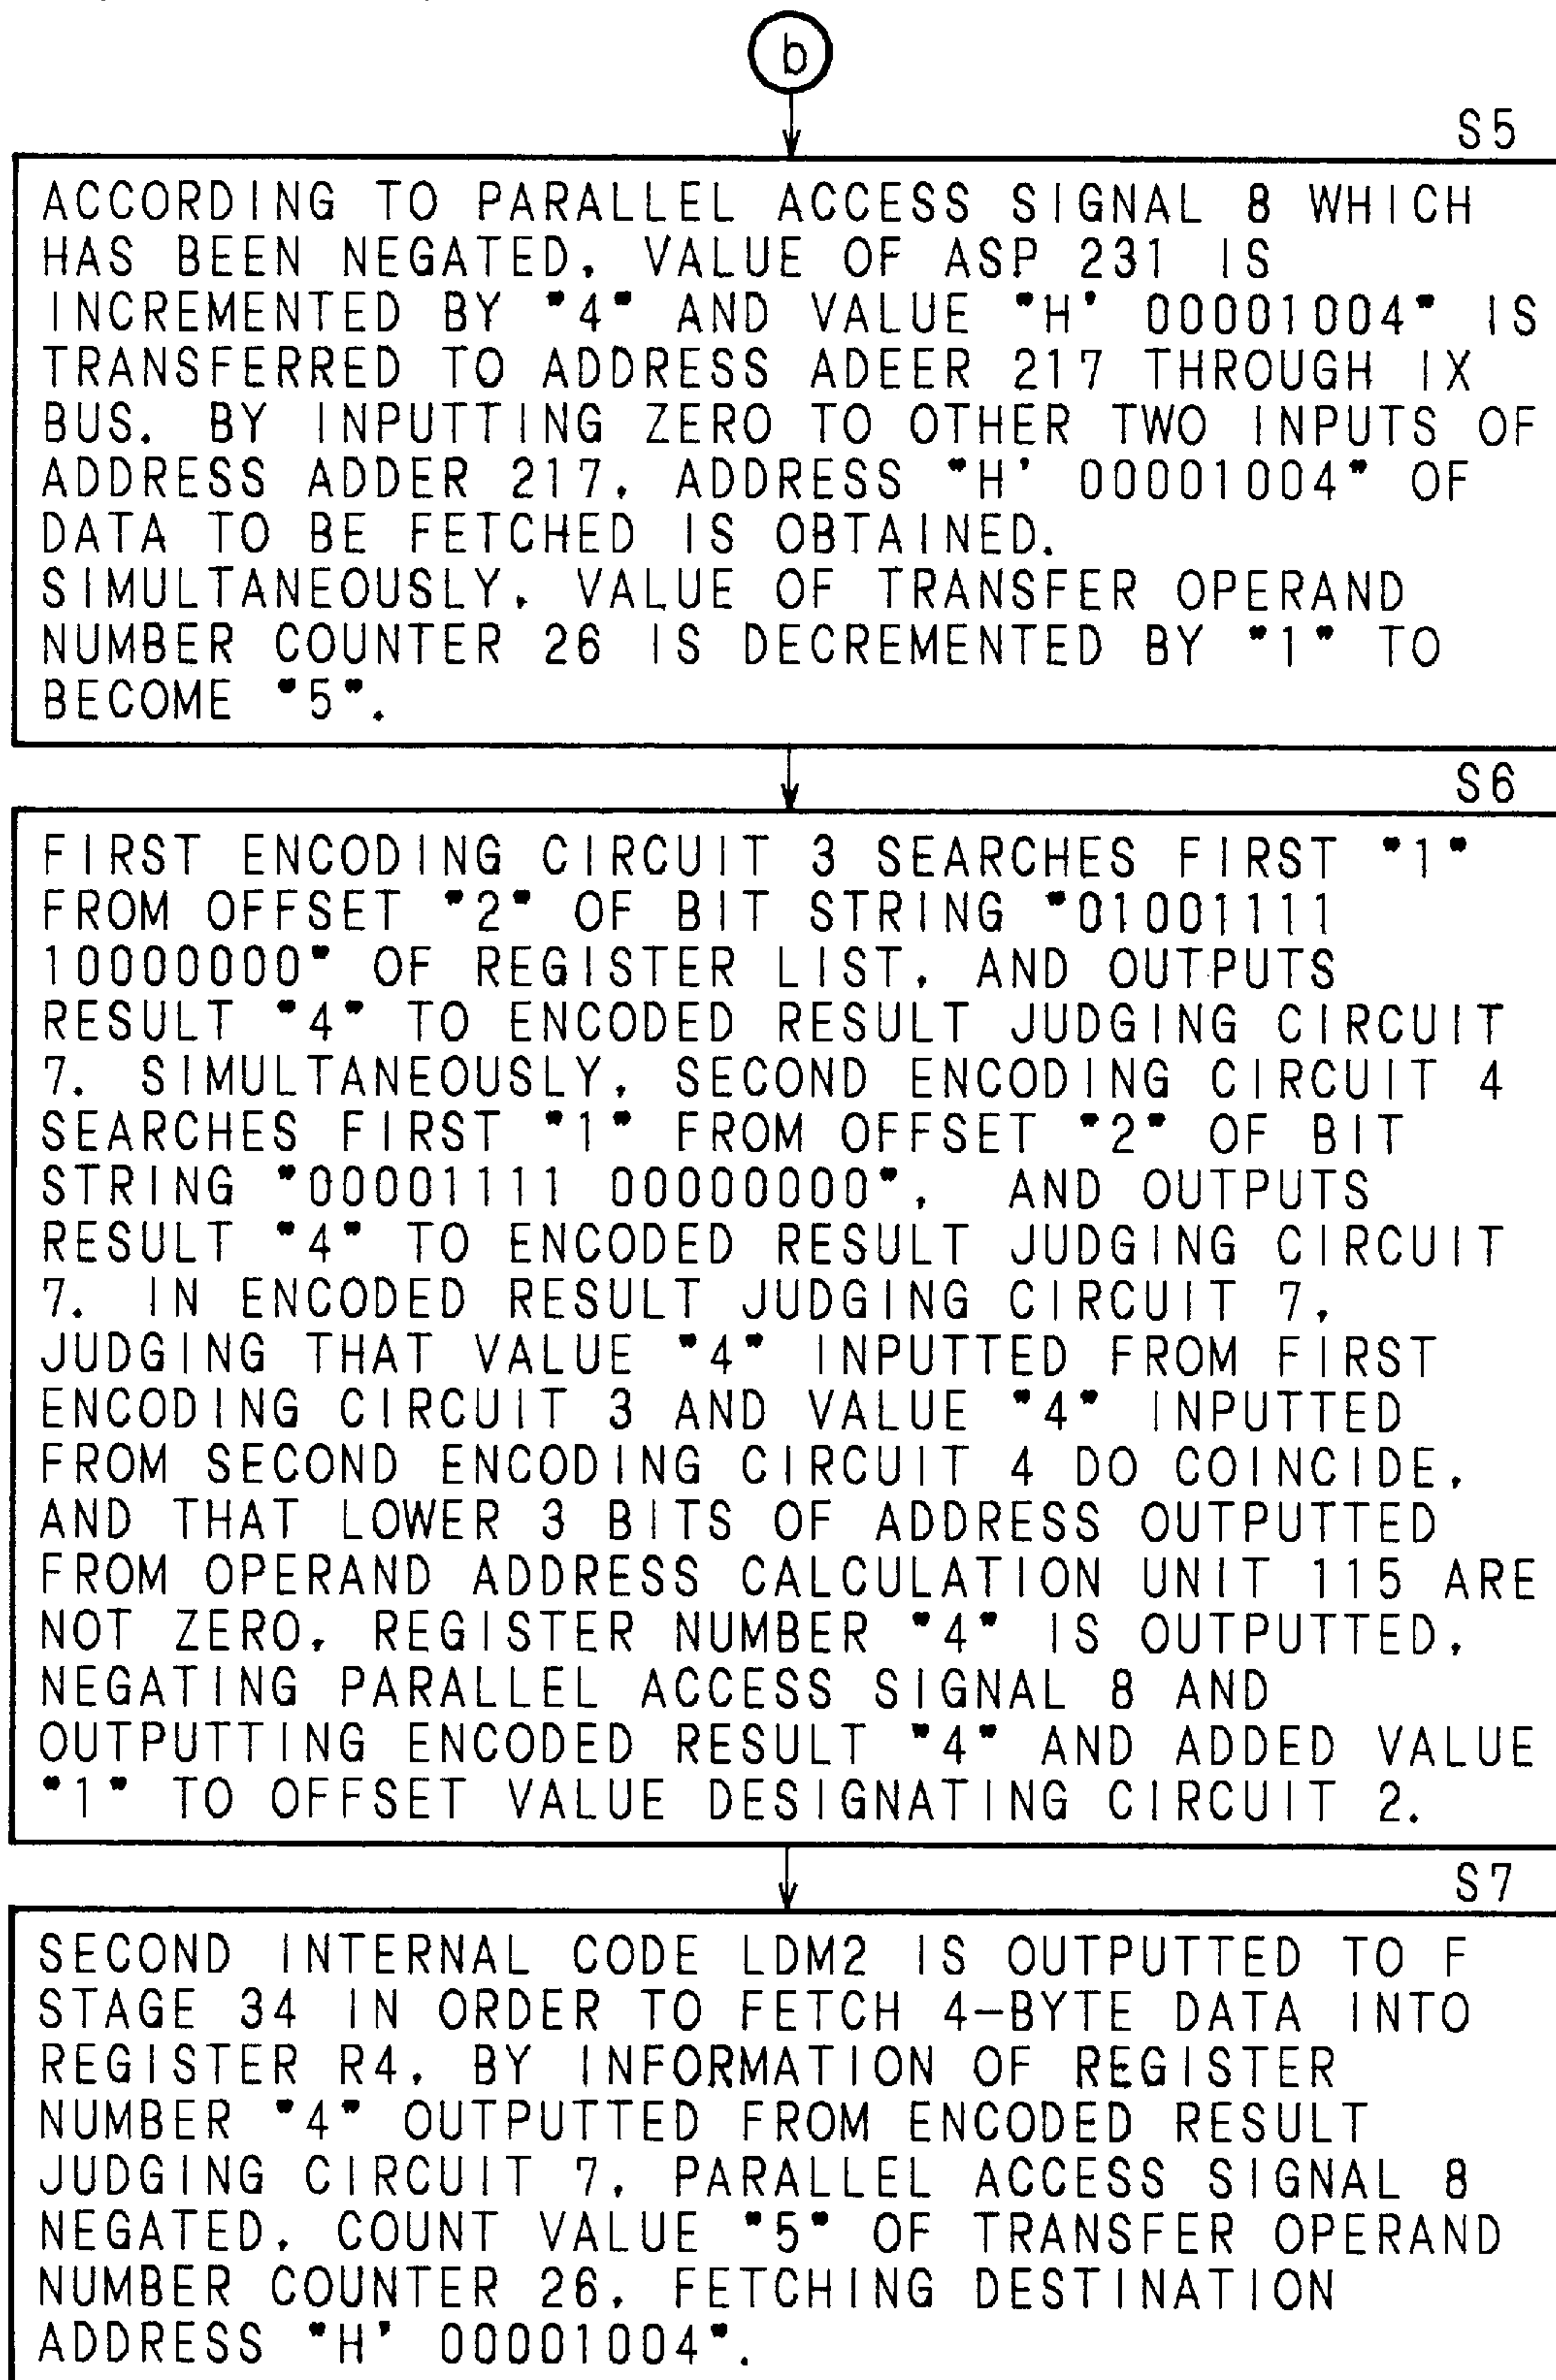 b
S5
ACCORDING TO PARALLEL ACCESS SIGNAL 8 WHICH
HAS BEEN NEGATED, VALUE OF ASP 231 IS
INCREMENTED BY "4" AND VALUE "H' 00001004" IS
TRANSFERRED TO ADDRESS ADEER 217 THROUGH IX
BUS. BY INPUTTING ZERO TO OTHER TWO INPUTS OF
ADDRESS ADDER 217, ADDRESS "H' 00001004" OF
DATA TO BE FETCHED IS OBTAINED.
SIMULTANEOUSLY, VALUE OF TRANSFER OPERAND
NUMBER COUNTER 26 IS DECREMENTED BY "1" TO
BECOME "5".
S6
FIRST ENCODING CIRCUIT 3 SEARCHES FIRST "1"
FROM OFFSET "2" OF BIT STRING "01001111
10000000" OF REGISTER LIST, AND OUTPUTS
RESULT "4" TO ENCODED RESULT JUDGING CIRCUIT
7. SIMULTANEOUSLY, SECOND ENCODING CIRCUIT 4
SEARCHES FIRST "1" FROM OFFSET "2" OF BIT
STRING "00001111 00000000", AND OUTPUTS
RESULT "4" TO ENCODED RESULT JUDGING CIRCUIT
7. IN ENCODED RESULT JUDGING CIRCUIT 7,
JUDGING THAT VALUE "4" INPUTTED FROM FIRST
ENCODING CIRCUIT 3 AND VALUE "4" INPUTTED
FROM SECOND ENCODING CIRCUIT 4 DO COINCIDE,
AND THAT LOWER 3 BITS OF ADDRESS OUTPUTTED
FROM OPERAND ADDRESS CALCULATION UNIT 115 ARE
NOT ZERO, REGISTER NUMBER "4" IS OUTPUTTED,
NEGATING PARALLEL ACCESS SIGNAL 8 AND
OUTPUTTING ENCODED RESULT "4" AND ADDED VALUE
"1" TO OFFSET VALUE DESIGNATING CIRCUIT 2.
S7
SECOND INTERNAL CODE LDM2 IS OUTPUTTED TO F
STAGE 34 IN ORDER TO FETCH 4-BYTE DATA INTO
REGISTER R4, BY INFORMATION OF REGISTER
NUMBER "4" OUTPUTTED FROM ENCODED RESULT
JUDGING CIRCUIT 7, PARALLEL ACCESS SIGNAL 8
NEGATED, COUNT VALUE "5" OF TRANSFER OPERAND
NUMBER COUNTER 26, FETCHING DESTINATION
ADDRESS "H' 00001004".